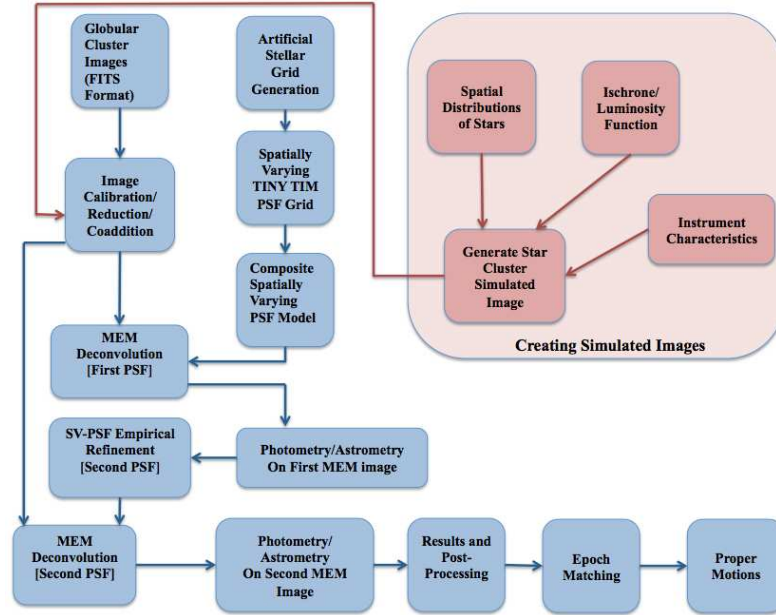 Globular
Cluster
Images
(FITS
Format)
Artificial
Stellar
Grid
Generation
Spatial
Distributions
of Stars
Ischrone/
Luminosity
Function
Image
Calibration/
Reduction/
Coaddition
Spatially
Varying
TINY TIM
PSF Grid
Instrument
Characteristics
Generate Star
Cluster
Simulated
Image
Composite
Spatially
Varying
PSF Model
Creating Simulated Images
MEM
Deconvolution
[First PSF]
SV-PSF Empirical
Refinement
[Second PSF]
Photometry/Astrometry
On First MEM image
MEM
Deconvolution
[Second PSF]
Photometry/
Astrometry
On Second MEM
Image
Results and
Post-
Processing
Epoch
Matching
Proper
Motions